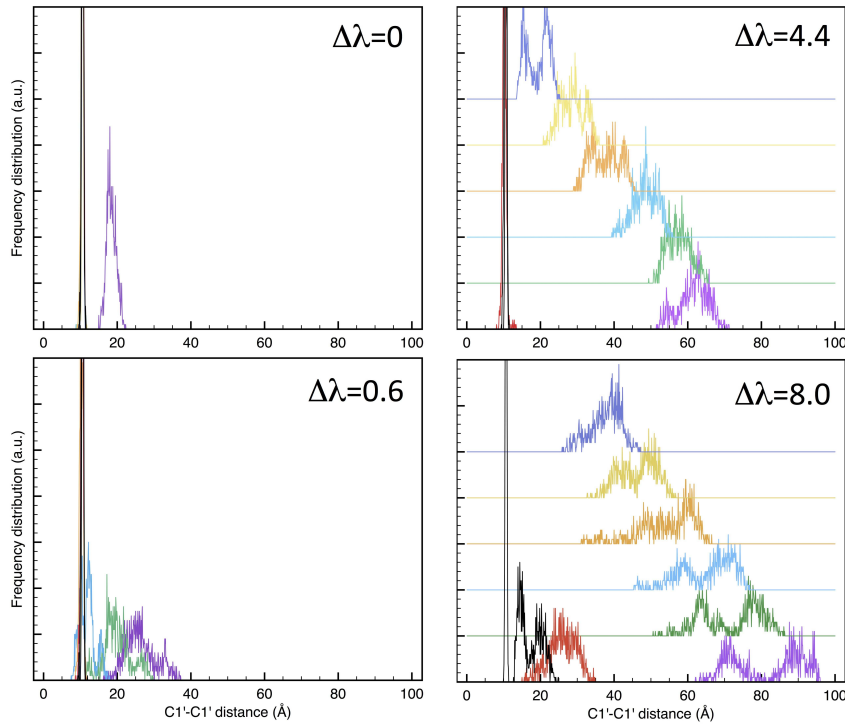 Δλ=0
Frequency distribution (a.u.)
0 20 40 60 80 100
Δλ=4.4
0 20 40 60 80 100
Δλ=0.6
Frequency distribution (a.u.)
0 20 40 60 80 100
C1'-C1' distance (Å)
Δλ=8.0
0 20 40 60 80 100
C1'-C1' distance (Å)